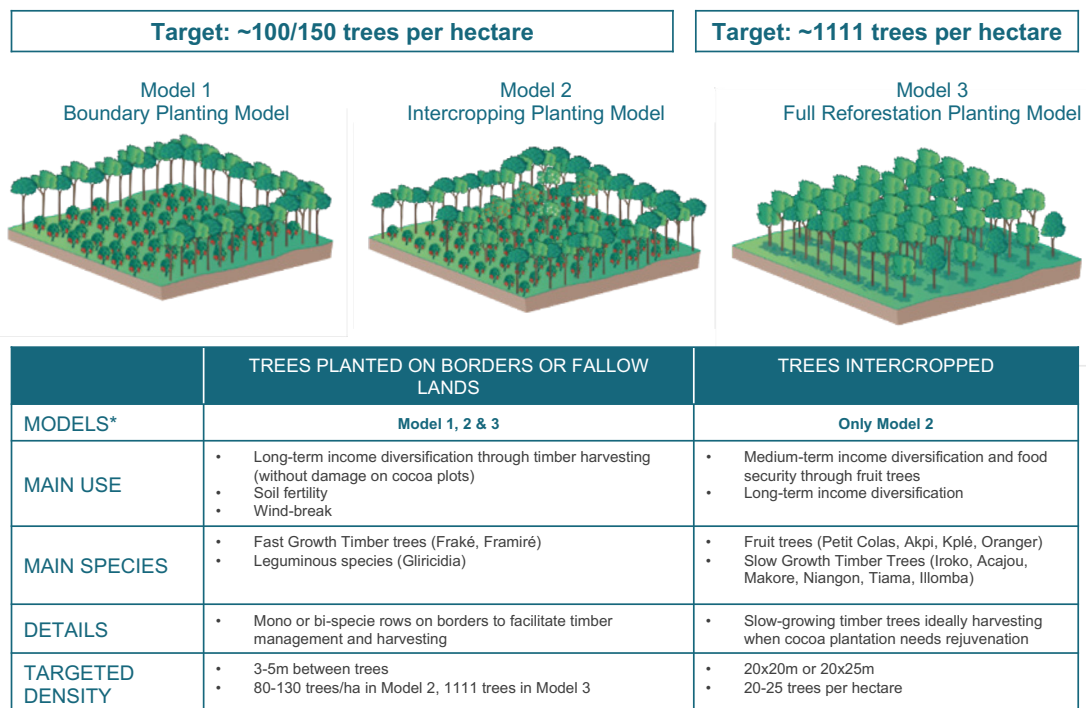 Target: ~100/150 trees per hectare
Target: ~1111 trees per hectare
Model 1
Boundary Planting Model
Model 2
Intercropping Planting Model
Model 3
Full Reforestation Planting Model
TREES PLANTED ON BORDERS OR FALLOW
LANDS
TREES INTERCROPPED
MODELS*
Model 1, 2 & 3
Only Model 2
MAIN USE
• Long-term income diversification through timber harvesting
(without damage on cocoa plots)
• Soil fertility
• Wind-break
• Medium-term income diversification and food
security through fruit trees
• Long-term income diversification
MAIN SPECIES
• Fast Growth Timber trees (Fraké, Framiré)
• Leguminous species (Gliricidia)
• Fruit trees (Petit Colas, Akpi, Kplé, Oranger)
• Slow Growth Timber Trees (Iroko, Acajou,
Makore, Niangon, Tiama, Illomba)
DETAILS
• Mono or bi-specie rows on borders to facilitate timber
management and harvesting
• Slow-growing timber trees ideally harvesting
when cocoa plantation needs rejuvenation
TARGETED
DENSITY
• 3-5m between trees
• 80-130 trees/ha in Model 2, 1111 trees in Model 3
• 20x20m or 20x25m
• 20-25 trees per hectare